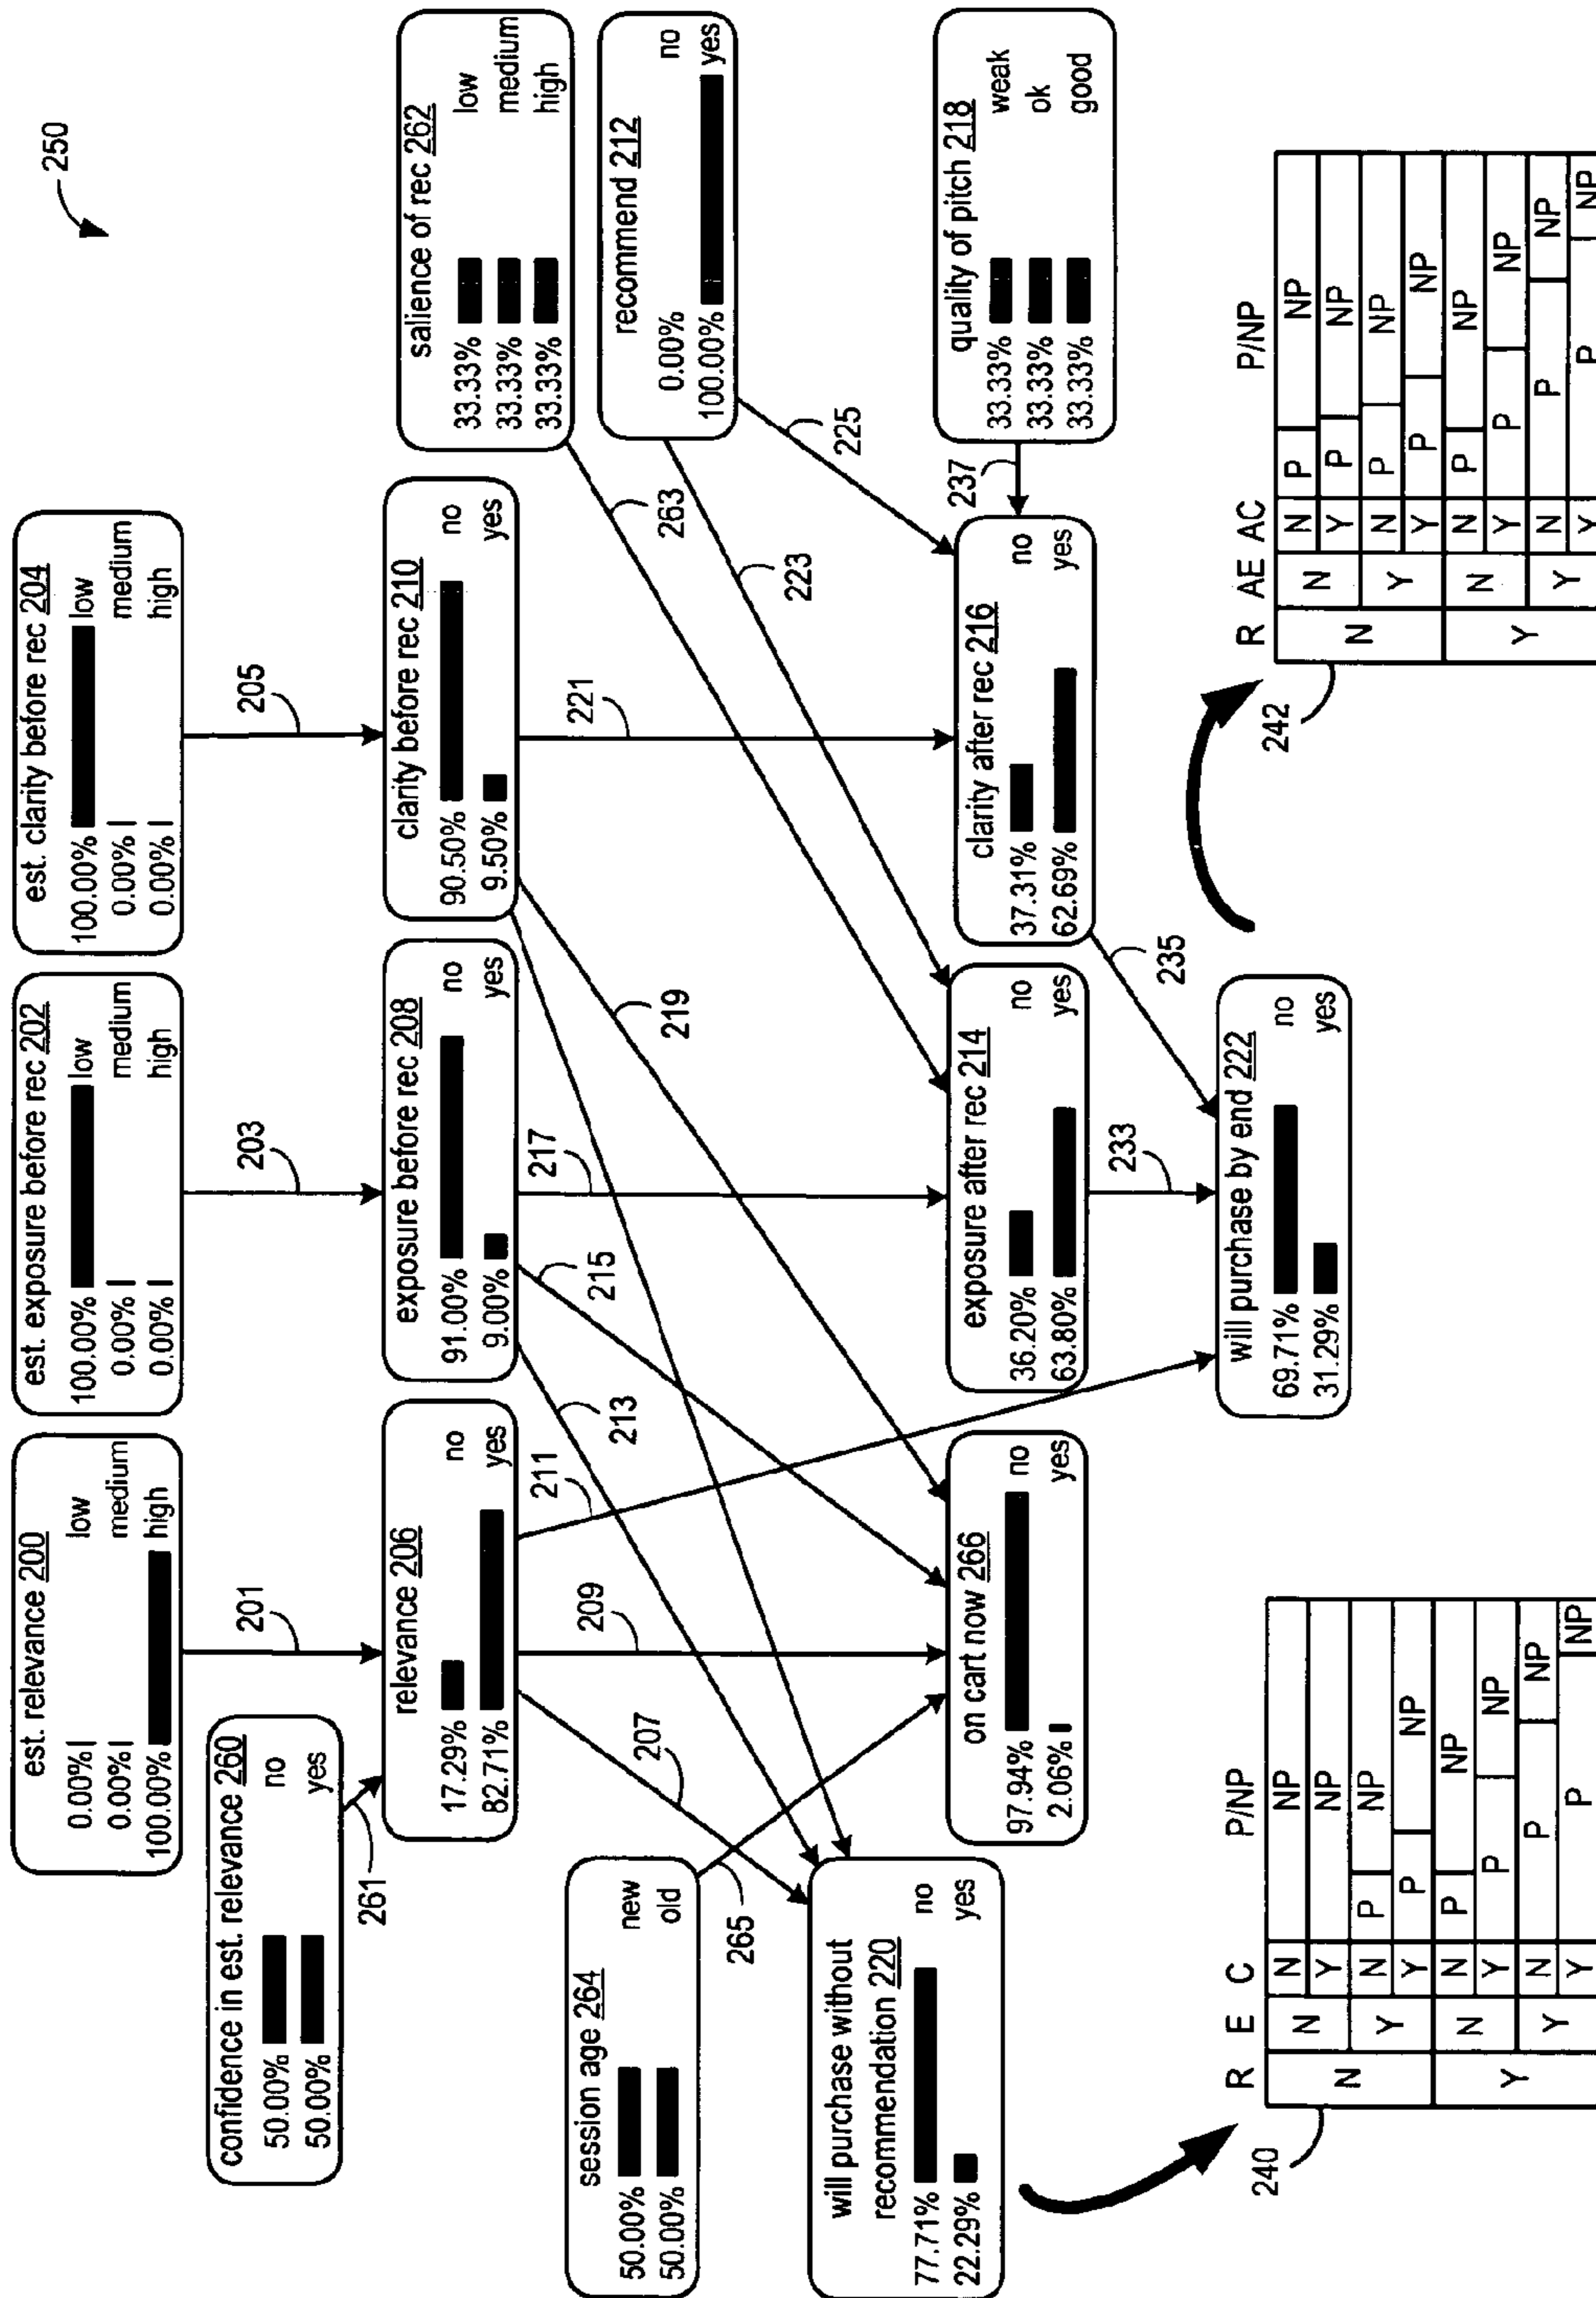 250
est. relevance 200
0.00% low
0.00% medium
100.00% high
est. exposure before rec 202
100.00% low
0.00% medium
0.00% high
est. clarity before rec 204
100.00% low
0.00% medium
0.00% high
confidence in est. relevance 260
50.00% no
50.00% yes
261
201
203
205
relevance 206
17.29% no
82.71% yes
exposure before rec 208
91.00% no
9.00% yes
clarity before rec 210
90.50% no
9.50% yes
salience of rec 262
33.33% low
33.33% medium
33.33% high
session age 264
50.00% new
50.00% old
207
209
211
213
215
217
219
221
263
223
recommend 212
0.00% no
100.00% yes
265
225
will purchase without
recommendation 220
77.71% no
22.29% yes
on cart now 266
97.94% no
2.06% yes
exposure after rec 214
36.20% no
63.80% yes
clarity after rec 216
37.31% no
62.69% yes
237
quality of pitch 218
33.33% weak
33.33% ok
33.33% good
233
235
will purchase by end 222
69.71% no
31.29% yes
240
R E C P/NP
N N N NP
Y NP
Y N P NP
Y P NP
Y N N P NP
Y P NP
Y N P NP
Y P NP
242
R AE AC P/NP
N N N P NP
Y P NP
Y N P NP
Y P NP
Y N N P NP
Y P NP
Y N P NP
Y P NP